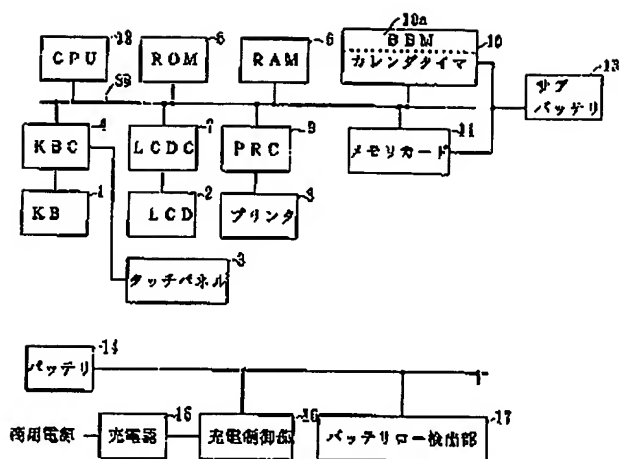 10a
BBM
10
カレンダタイマ
CPU
ROM
RAM
6
13
サブ
バッテリ
4
KBC
7
LCDC
9
PRC
11
メモリカード
1
KB
2
LCD
プリンタ
3
タッチパネル
14
バッテリ
商用電源
15
充電器
16
充電制御部
17
バッテリロー検出部